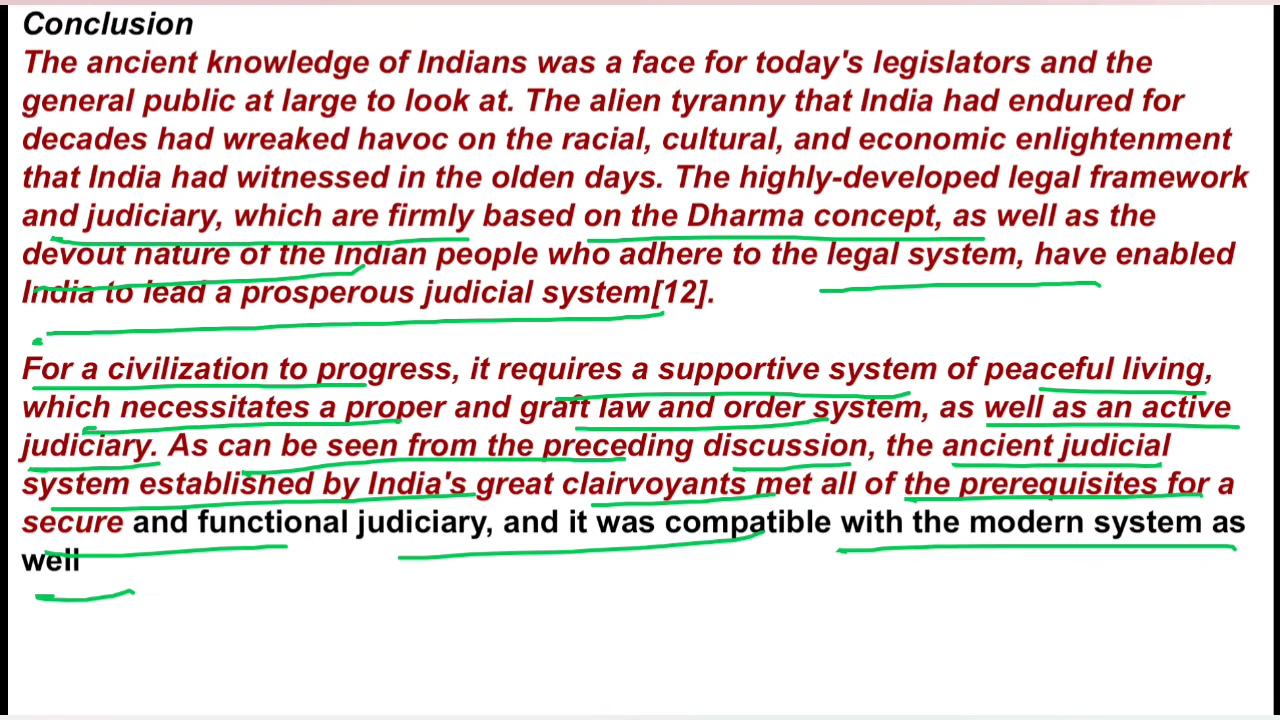 Conclusion
The ancient knowledge of Indians was a face for today's legislators and the
general public at large to look at. The alien tyranny that India had endured for
decades had wreaked havoc on the racial, cultural, and economic enlightenment
that India had witnessed in the olden days. The highly-developed legal framework
and judiciary, which are firmly based on the Dharma concept, as well as the
devout nature of the Indian people who adhere to the legal system, have enabled
India to lead a prosperous judicial system[12].
For a civilization to progress, it requires a supportive system of peaceful living,
which necessitates a proper and graft law and order system, as well as an active
judiciary. As can be seen from the preceding discussion, the ancient judicial
system established by India's great clairvoyants met all of the prerequisites for a
secure and functional judiciary, and it was compatible with the modern system as
well